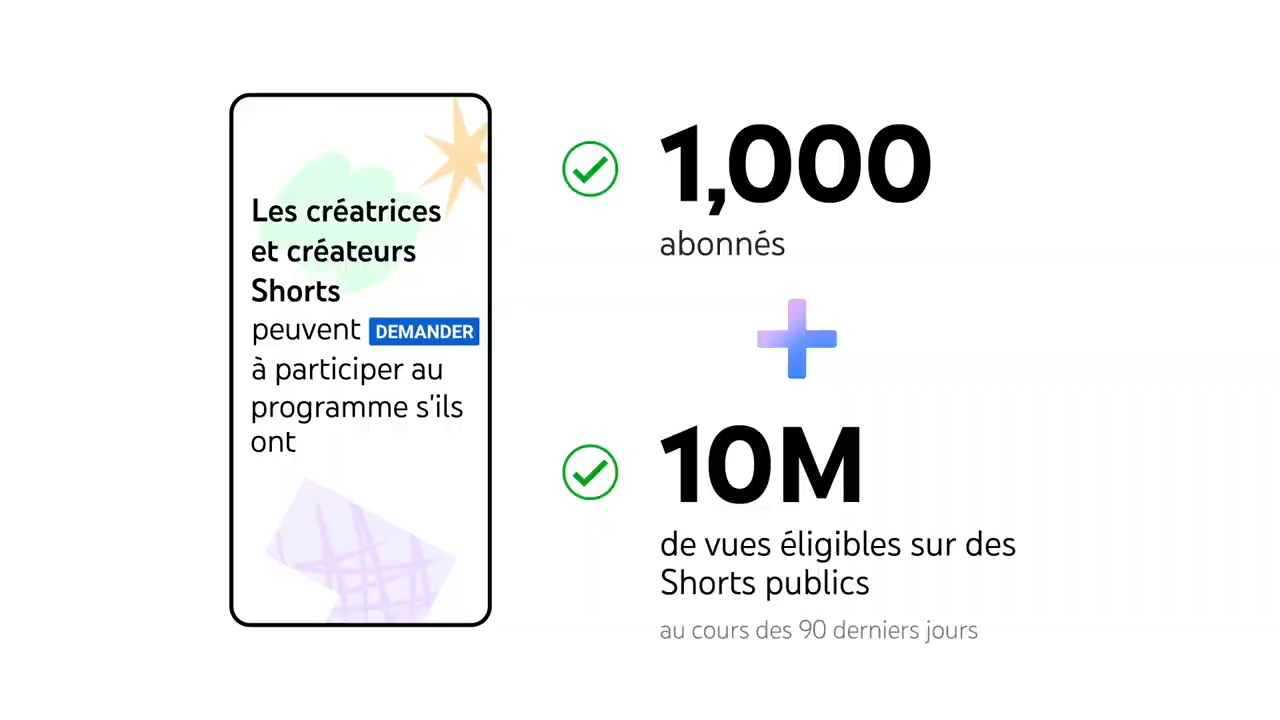 Les créatrices
et créateurs
Shorts
peuvent DEMANDER
à participer au
programme s'ils
ont
1,000
abonnés
10M
de vues éligibles sur des
Shorts publics
au cours des 90 derniers jours